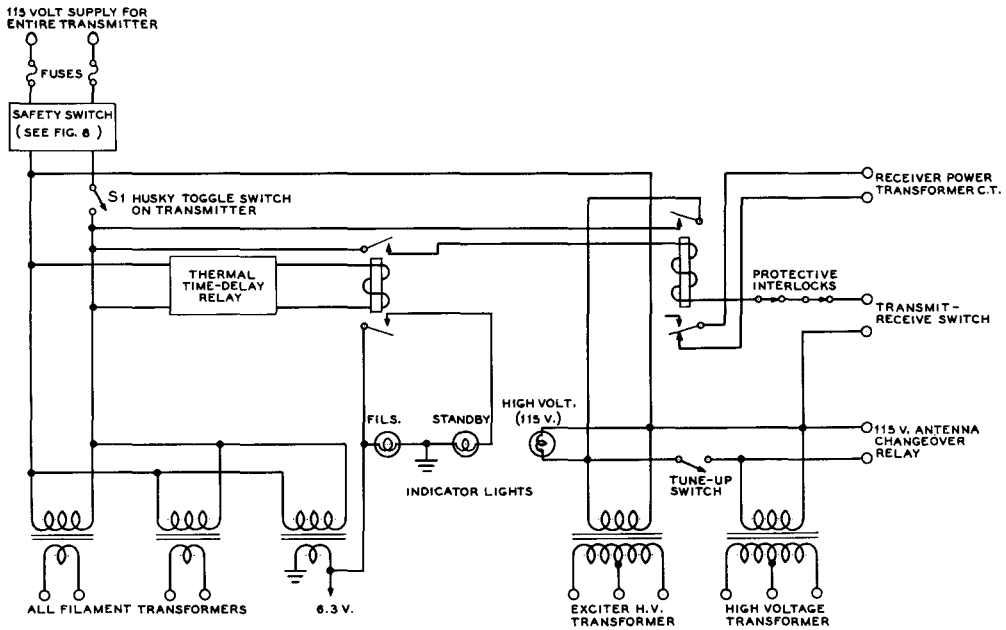 115 VOLT SUPPLY FOR
ENTIRE TRANSMITTER
FUSES
SAFETY SWITCH
(SEE FIG. 8)
S1 HUSKY TOGGLE SWITCH
ON TRANSMITTER
THERMAL
TIME-DELAY
RELAY
RECEIVER POWER
TRANSFORMER C.T.
PROTECTIVE
INTERLOCKS
TRANSMIT-
RECEIVE SWITCH
FILS.
STANDBY
HIGH VOLT.
(115 V.)
115 V. ANTENNA
CHANGEOVER
RELAY
TUNE-UP
SWITCH
INDICATOR LIGHTS
ALL FILAMENT TRANSFORMERS
6.3 V.
EXCITER H.V.
TRANSFORMER
HIGH VOLTAGE
TRANSFORMER